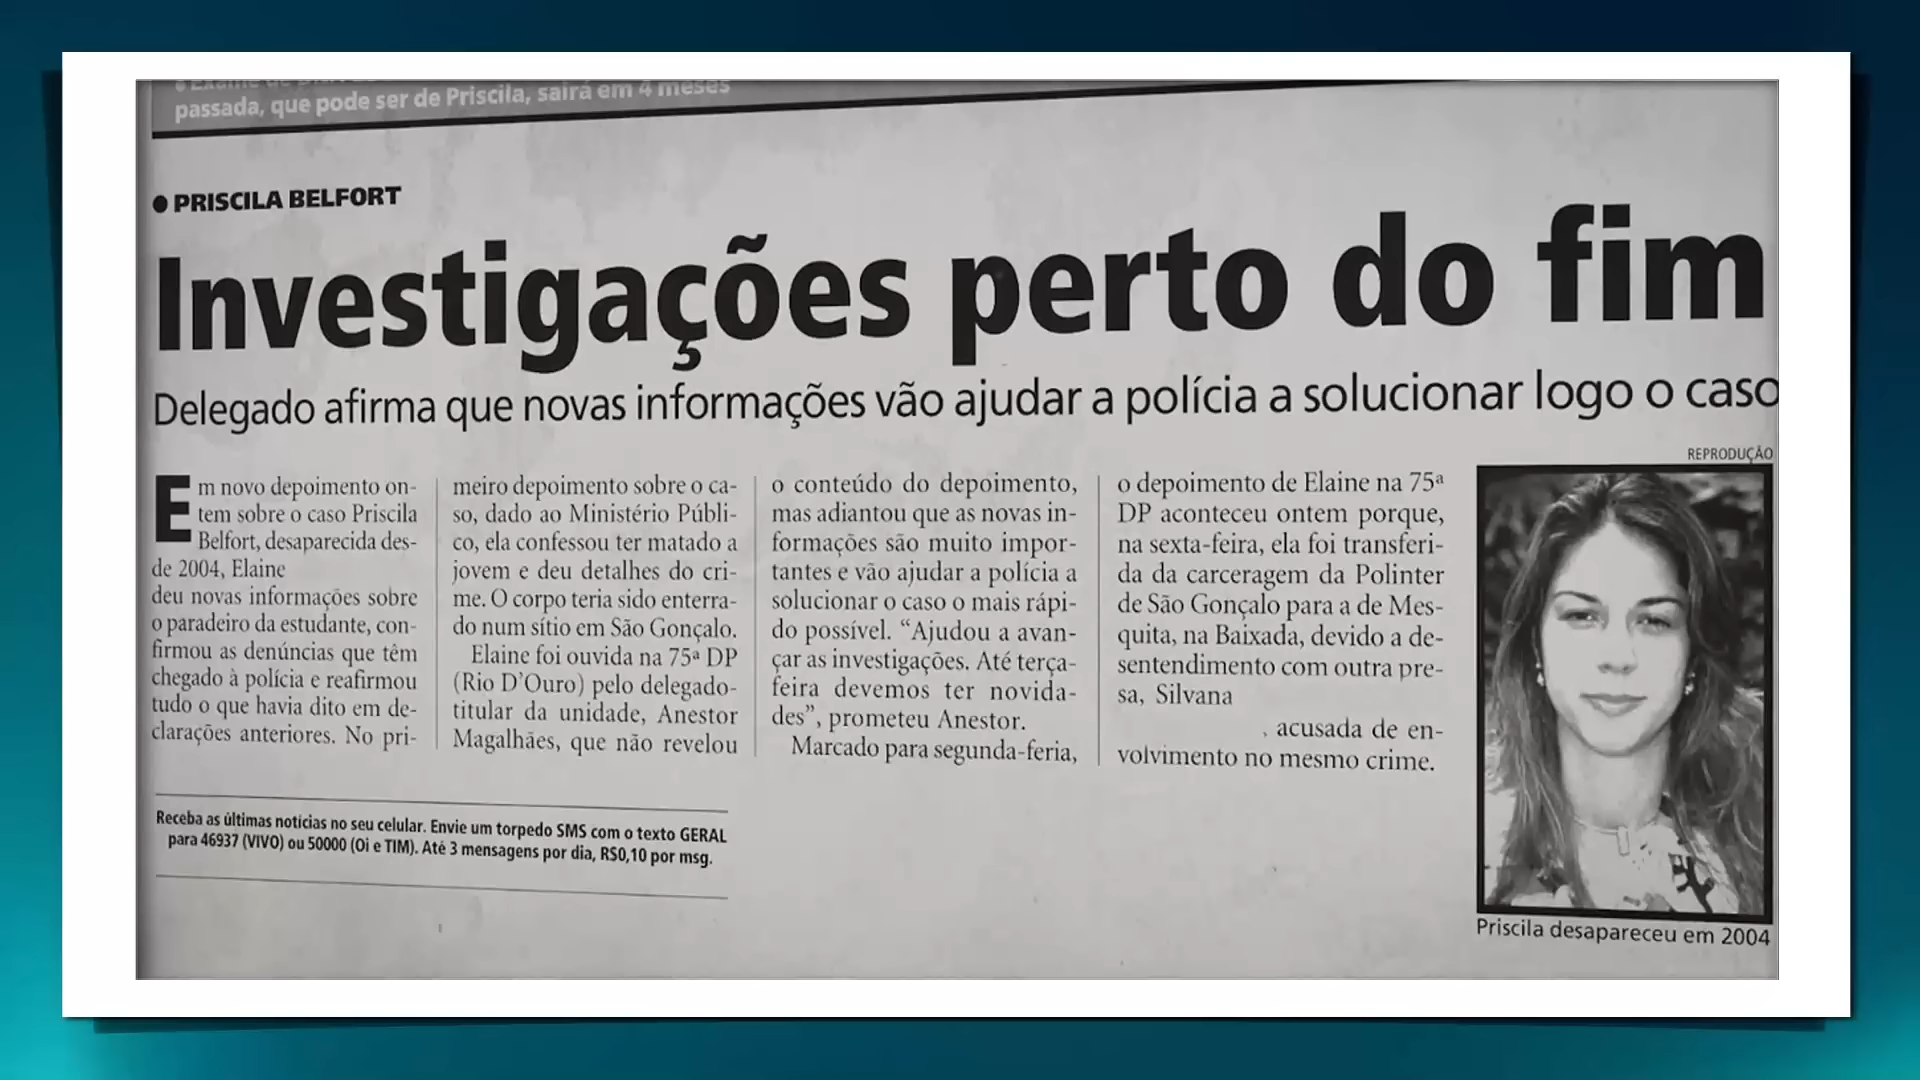 passada, que pode ser de Priscila, sairá em 4 meses
● PRISCILA BELFORT
Investigações perto do fim
Delegado afirma que novas informações vão ajudar a polícia a solucionar logo o caso
REPRODUÇÃO
Em novo depoimento on-
tem sobre o caso Priscila
Belfort, desaparecida des-
de 2004, Elaine
deu novas informações sobre
o paradeiro da estudante, con-
firmou as denúncias que têm
chegado à polícia e reafirmou
tudo o que havia dito em de-
clarações anteriores. No pri-
meiro depoimento sobre o ca-
so, dado ao Ministério Públi-
co, ela confessou ter matado a
jovem e deu detalhes do cri-
me. O corpo teria sido enterra-
do num sítio em São Gonçalo.
Elaine foi ouvida na 75ª DP
(Rio D'Ouro) pelo delegado-
titular da unidade, Anestor
Magalhães, que não revelou
o conteúdo do depoimento,
mas adiantou que as novas in-
formações são muito impor-
tantes e vão ajudar a polícia a
solucionar o caso o mais rápi-
do possível. “Ajudou a avan-
çar as investigações. Até terça-
feira devemos ter novida-
des”, prometeu Anestor.
Marcado para segunda-feria,
o depoimento de Elaine na 75ª
DP aconteceu ontem porque,
na sexta-feira, ela foi transferi-
da da carceragem da Polinter
de São Gonçalo para a de Mes-
quita, na Baixada, devido a de-
sentendimento com outra pre-
sa, Silvana
, acusada de en-
volvimento no mesmo crime.
Priscila desapareceu em 2004
Receba as últimas notícias no seu celular. Envie um torpedo SMS com o texto GERAL
para 46937 (VIVO) ou 50000 (Oi e TIM). Até 3 mensagens por dia, R$0,10 por msg.